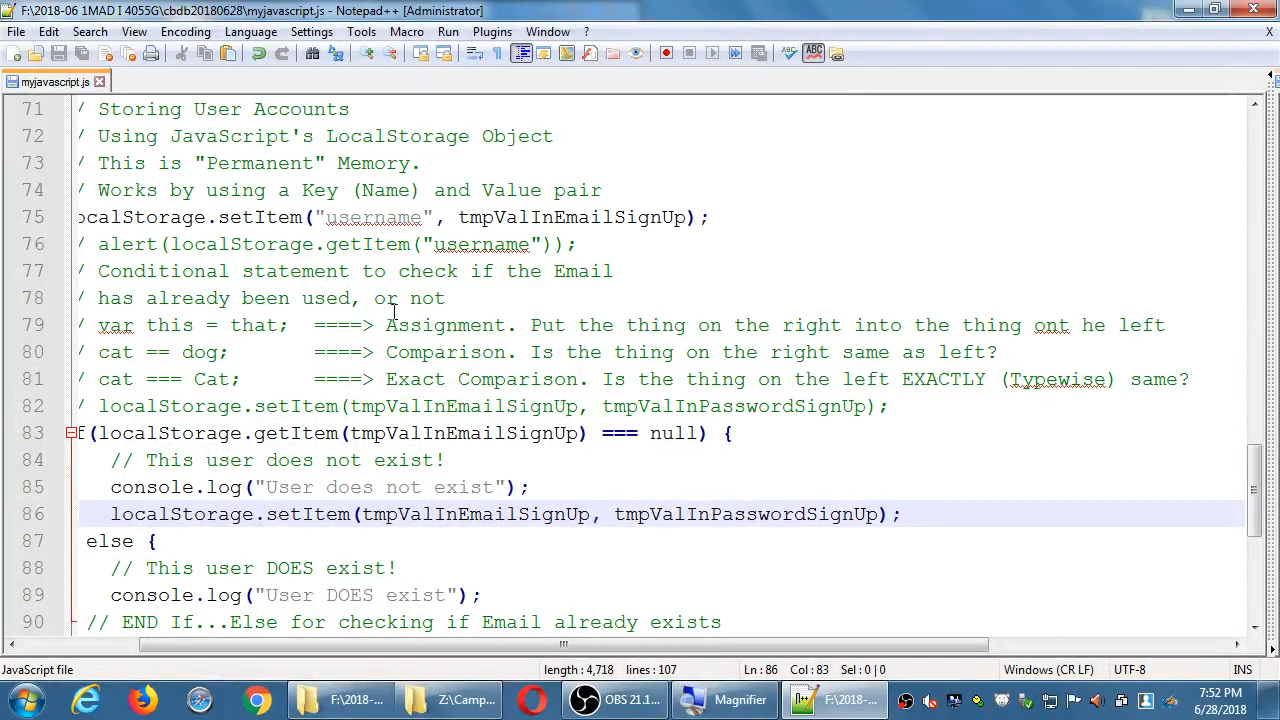 F:\2018-06 1MAD I 4055G\cbdb20180628\myjavascript.js - Notepad++ [Administrator]
File Edit Search View Encoding Language Settings Tools Macro Run Plugins Window ? X
myjavascript.js
71 / Storing User Accounts
72 / Using JavaScript's LocalStorage Object
73 / This is "Permanent" Memory.
74 / Works by using a Key (Name) and Value pair
75 ocalStorage.setItem("username", tmpValInEmailSignUp);
76 / alert(localStorage.getItem("username"));
77 / Conditional statement to check if the Email
78 / has already been used, or not
79 / var this = that; ====> Assignment. Put the thing on the right into the thing ont he left
80 / cat == dog; ====> Comparison. Is the thing on the right same as left?
81 / cat === Cat; ====> Exact Comparison. Is the thing on the left EXACTLY (Typewise) same?
82 / localStorage.setItem(tmpValInEmailSignUp, tmpValInPasswordSignUp);
83 f(localStorage.getItem(tmpValInEmailSignUp) === null) {
84 // This user does not exist!
85 console.log("User does not exist");
86 localStorage.setItem(tmpValInEmailSignUp, tmpValInPasswordSignUp);
87 else {
88 // This user DOES exist!
89 console.log("User DOES exist");
90 // END If...Else for checking if Email already exists
JavaScript file length : 4,718 lines : 107 Ln : 86 Col : 83 Sel : 0 | 0 Windows (CR LF) UTF-8 INS
F:\2018-... Z:\Camp... OBS 21.1... Magnifier F:\2018-... 7:52 PM
6/28/2018